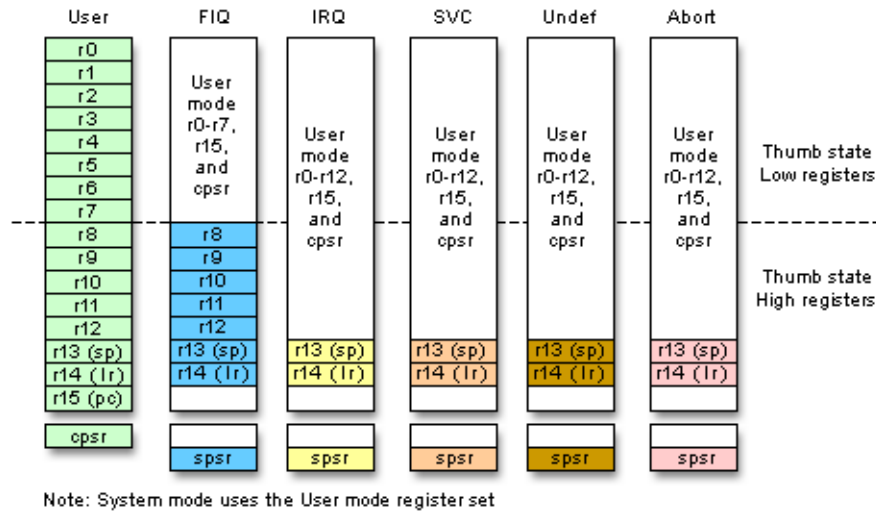 User FIQ IRQ SVC Undef Abort
r0
r1
r2
r3
r4
r5
r6
r7
r8
r9
r10
r11
r12
r13 (sp)
r14 (lr)
r15 (pc)
cpsr
User
mode
r0-r7,
r15,
and
cpsr
r8
r9
r10
r11
r12
r13 (sp)
r14 (lr)
spsr
User
mode
r0-r12,
r15,
and
cpsr
r13 (sp)
r14 (lr)
spsr
User
mode
r0-r12,
r15,
and
cpsr
r13 (sp)
r14 (lr)
spsr
User
mode
r0-r12,
r15,
and
cpsr
r13 (sp)
r14 (lr)
spsr
User
mode
r0-r12,
r15,
and
cpsr
r13 (sp)
r14 (lr)
spsr
Thumb state
Low registers
Thumb state
High registers
Note: System mode uses the User mode register set